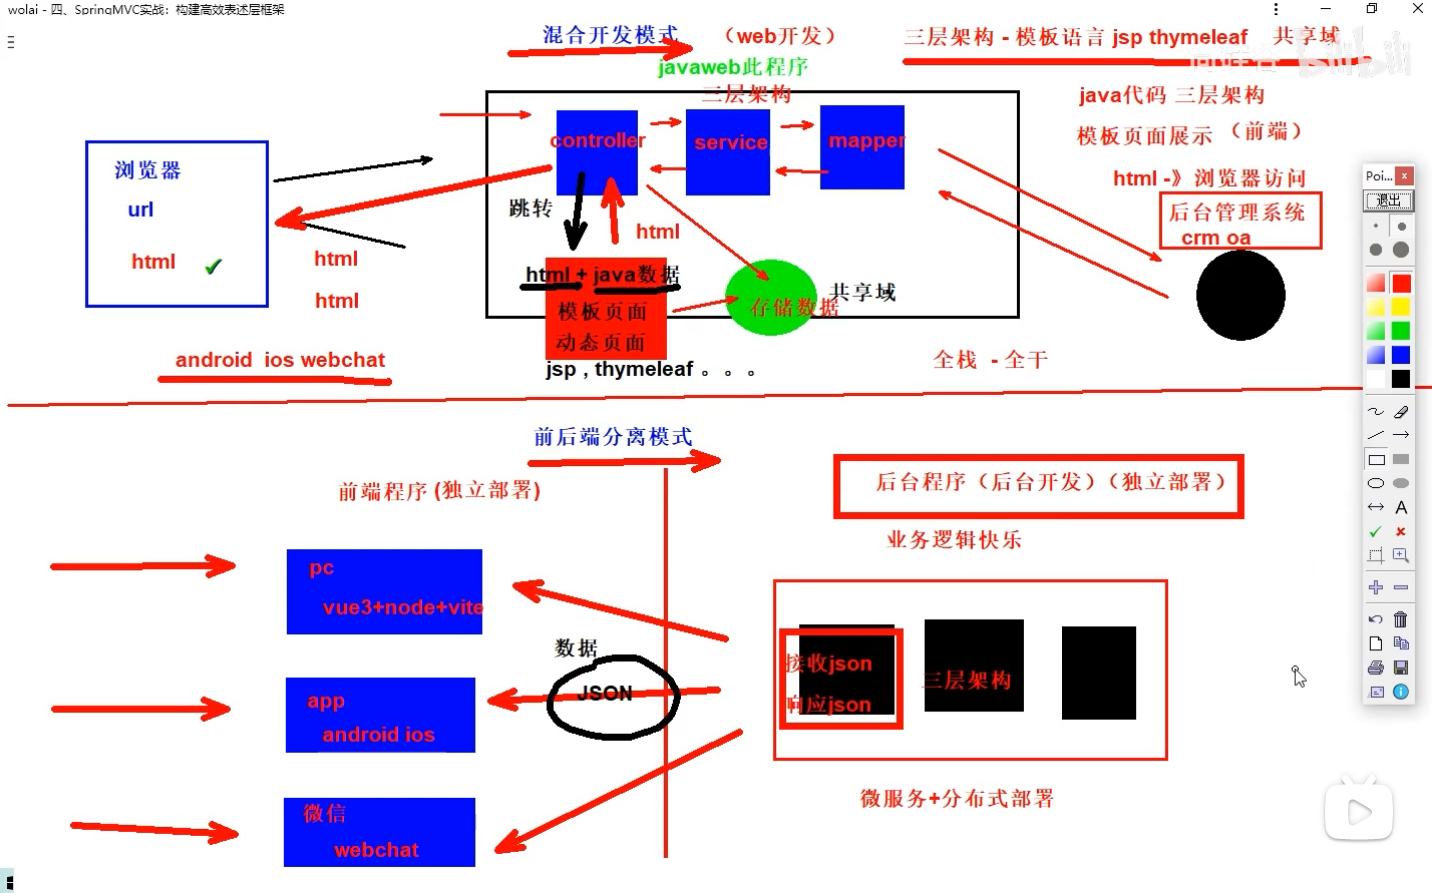 wolai - 四、SpringMVC实战：构建高效表述层框架
混合开发模式 （web开发）
三层架构 - 模板语言 jsp thymeleaf 共享域
javaweb此程序
三层架构
java代码 三层架构
模板页面展示 （前端）
html -》浏览器访问
后台管理系统
crm oa
浏览器
url
html
html
html
controller
service
mapper
跳转
html
html + java数据
模板页面
动态页面
jsp , thymeleaf 。。。
存储数据
共享域
android ios webchat
全栈 - 全干
前后端分离模式
前端程序 (独立部署)
后台程序（后台开发）（独立部署）
业务逻辑快乐
pc
vue3+node+vite
app
android ios
微信
webchat
数据
JSON
接收json
响应json
三层架构
微服务+分布式部署
Poi...
退出
A
bilibili